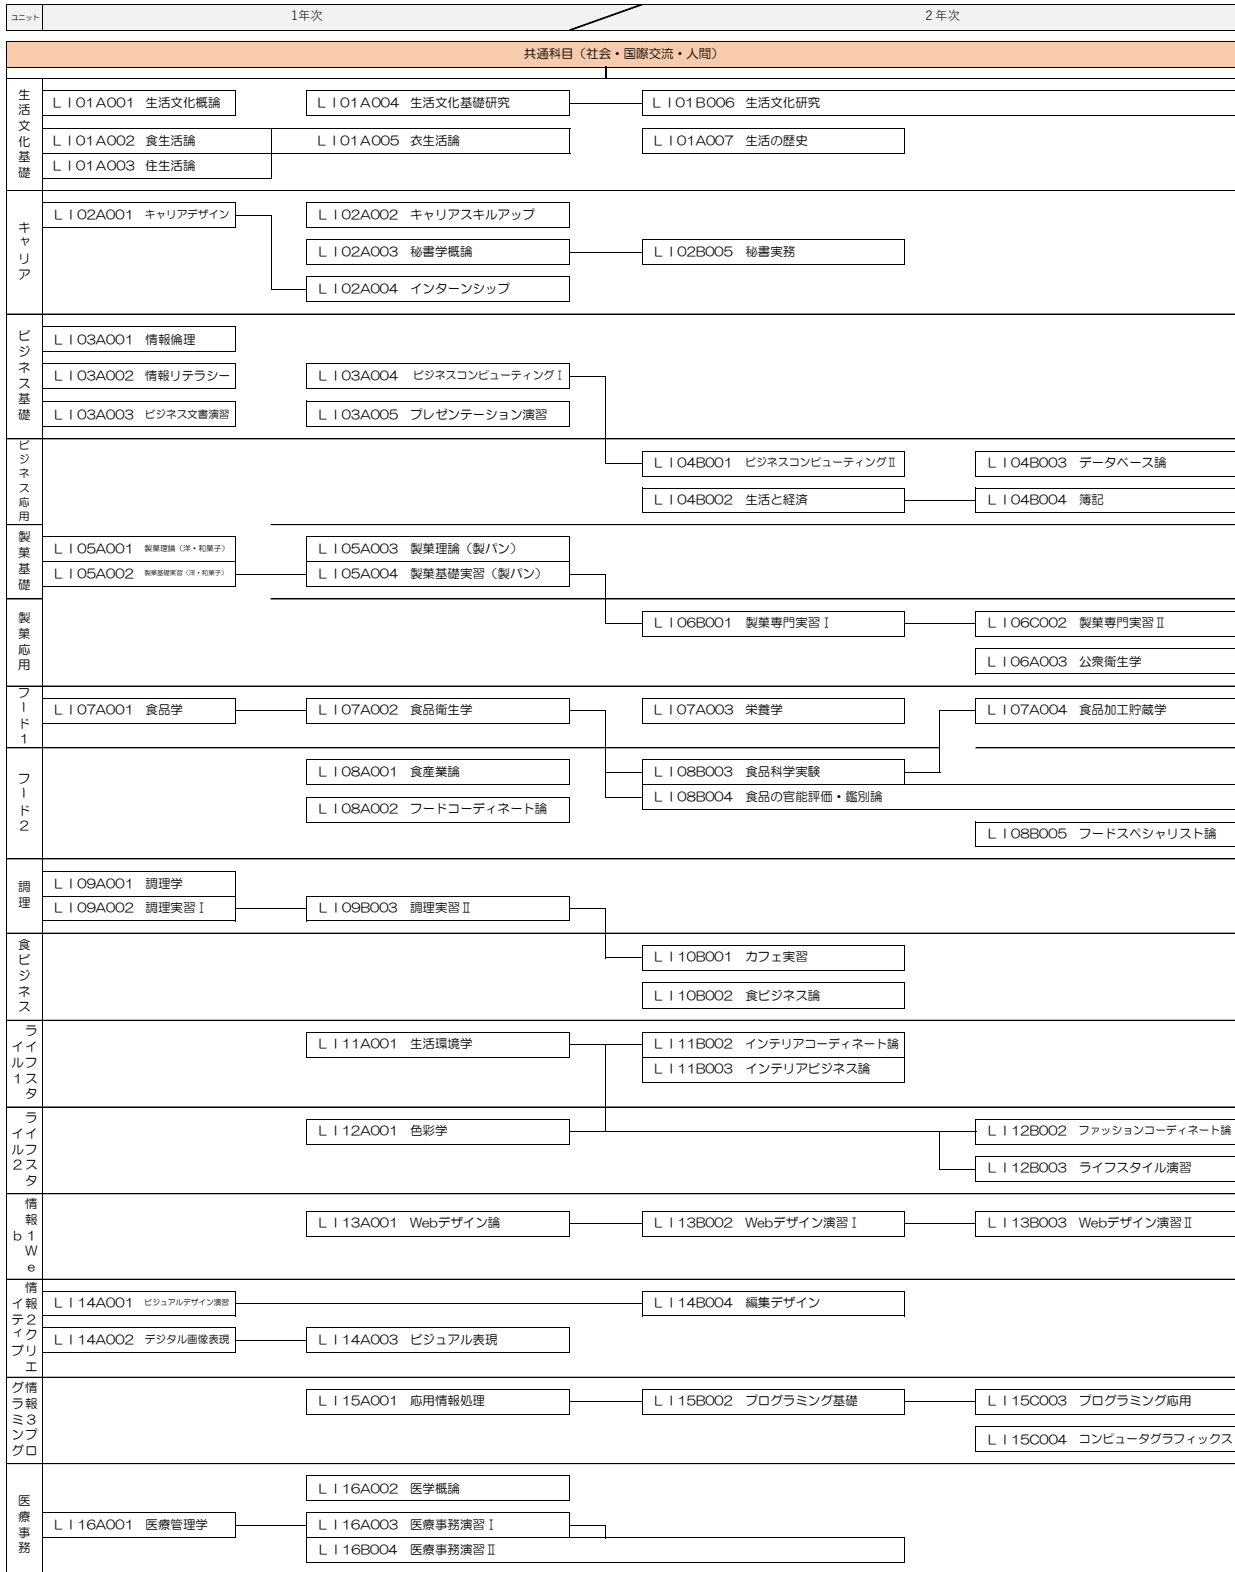 ユニット 1年次 2年次
共通科目（社会・国際交流・人間）
生活文化基礎
ＬＩ01A001 生活文化概論 ＬＩ01A004 生活文化基礎研究 ＬＩ01B006 生活文化研究
ＬＩ01A002 食生活論 ＬＩ01A005 衣生活論 ＬＩ01A007 生活の歴史
ＬＩ01A003 住生活論
キャリア
ＬＩ02A001 キャリアデザイン ＬＩ02A002 キャリアスキルアップ
ＬＩ02A003 秘書学概論 ＬＩ02B005 秘書実務
ＬＩ02A004 インターンシップ
ビジネス基礎
ＬＩ03A001 情報倫理
ＬＩ03A002 情報リテラシー ＬＩ03A004 ビジネスコンピューティングⅠ
ＬＩ03A003 ビジネス文書演習 ＬＩ03A005 プレゼンテーション演習
ビジネス応用
ＬＩ04B001 ビジネスコンピューティングⅡ ＬＩ04B003 データベース論
ＬＩ04B002 生活と経済 ＬＩ04B004 簿記
製菓基礎
ＬＩ05A001 製菓理論（洋・和菓子） ＬＩ05A003 製菓理論（製パン）
ＬＩ05A002 製菓基礎実習（洋・和菓子） ＬＩ05A004 製菓基礎実習（製パン）
製菓応用
ＬＩ06B001 製菓専門実習Ⅰ ＬＩ06C002 製菓専門実習Ⅱ
ＬＩ06A003 公衆衛生学
フード1
ＬＩ07A001 食品学 ＬＩ07A002 食品衛生学 ＬＩ07A003 栄養学 ＬＩ07A004 食品加工貯蔵学
フード2
ＬＩ08A001 食産業論 ＬＩ08B003 食品科学実験
ＬＩ08B004 食品の官能評価・鑑別論
ＬＩ08A002 フードコーディネート論
ＬＩ08B005 フードスペシャリスト論
調理
ＬＩ09A001 調理学
ＬＩ09A002 調理実習Ⅰ ＬＩ09B003 調理実習Ⅱ
食ビジネス
ＬＩ10B001 カフェ実習
ＬＩ10B002 食ビジネス論
ライフスタイル1
ＬＩ11A001 生活環境学 ＬＩ11B002 インテリアコーディネート論
ＬＩ11B003 インテリアビジネス論
ライフスタイル2
ＬＩ12A001 色彩学 ＬＩ12B002 ファッションコーディネート論
ＬＩ12B003 ライフスタイル演習
情報1Web
ＬＩ13A001 Webデザイン論 ＬＩ13B002 Webデザイン演習Ⅰ ＬＩ13B003 Webデザイン演習Ⅱ
情報2クリエイティブ
ＬＩ14A001 ビジュアルデザイン演習 ＬＩ14B004 編集デザイン
ＬＩ14A002 デジタル画像表現 ＬＩ14A003 ビジュアル表現
情報3プログラミング
ＬＩ15A001 応用情報処理 ＬＩ15B002 プログラミング基礎 ＬＩ15C003 プログラミング応用
ＬＩ15C004 コンピュータグラフィックス
医療事務
ＬＩ16A002 医学概論
ＬＩ16A001 医療管理学 ＬＩ16A003 医療事務演習Ⅰ
ＬＩ16B004 医療事務演習Ⅱ